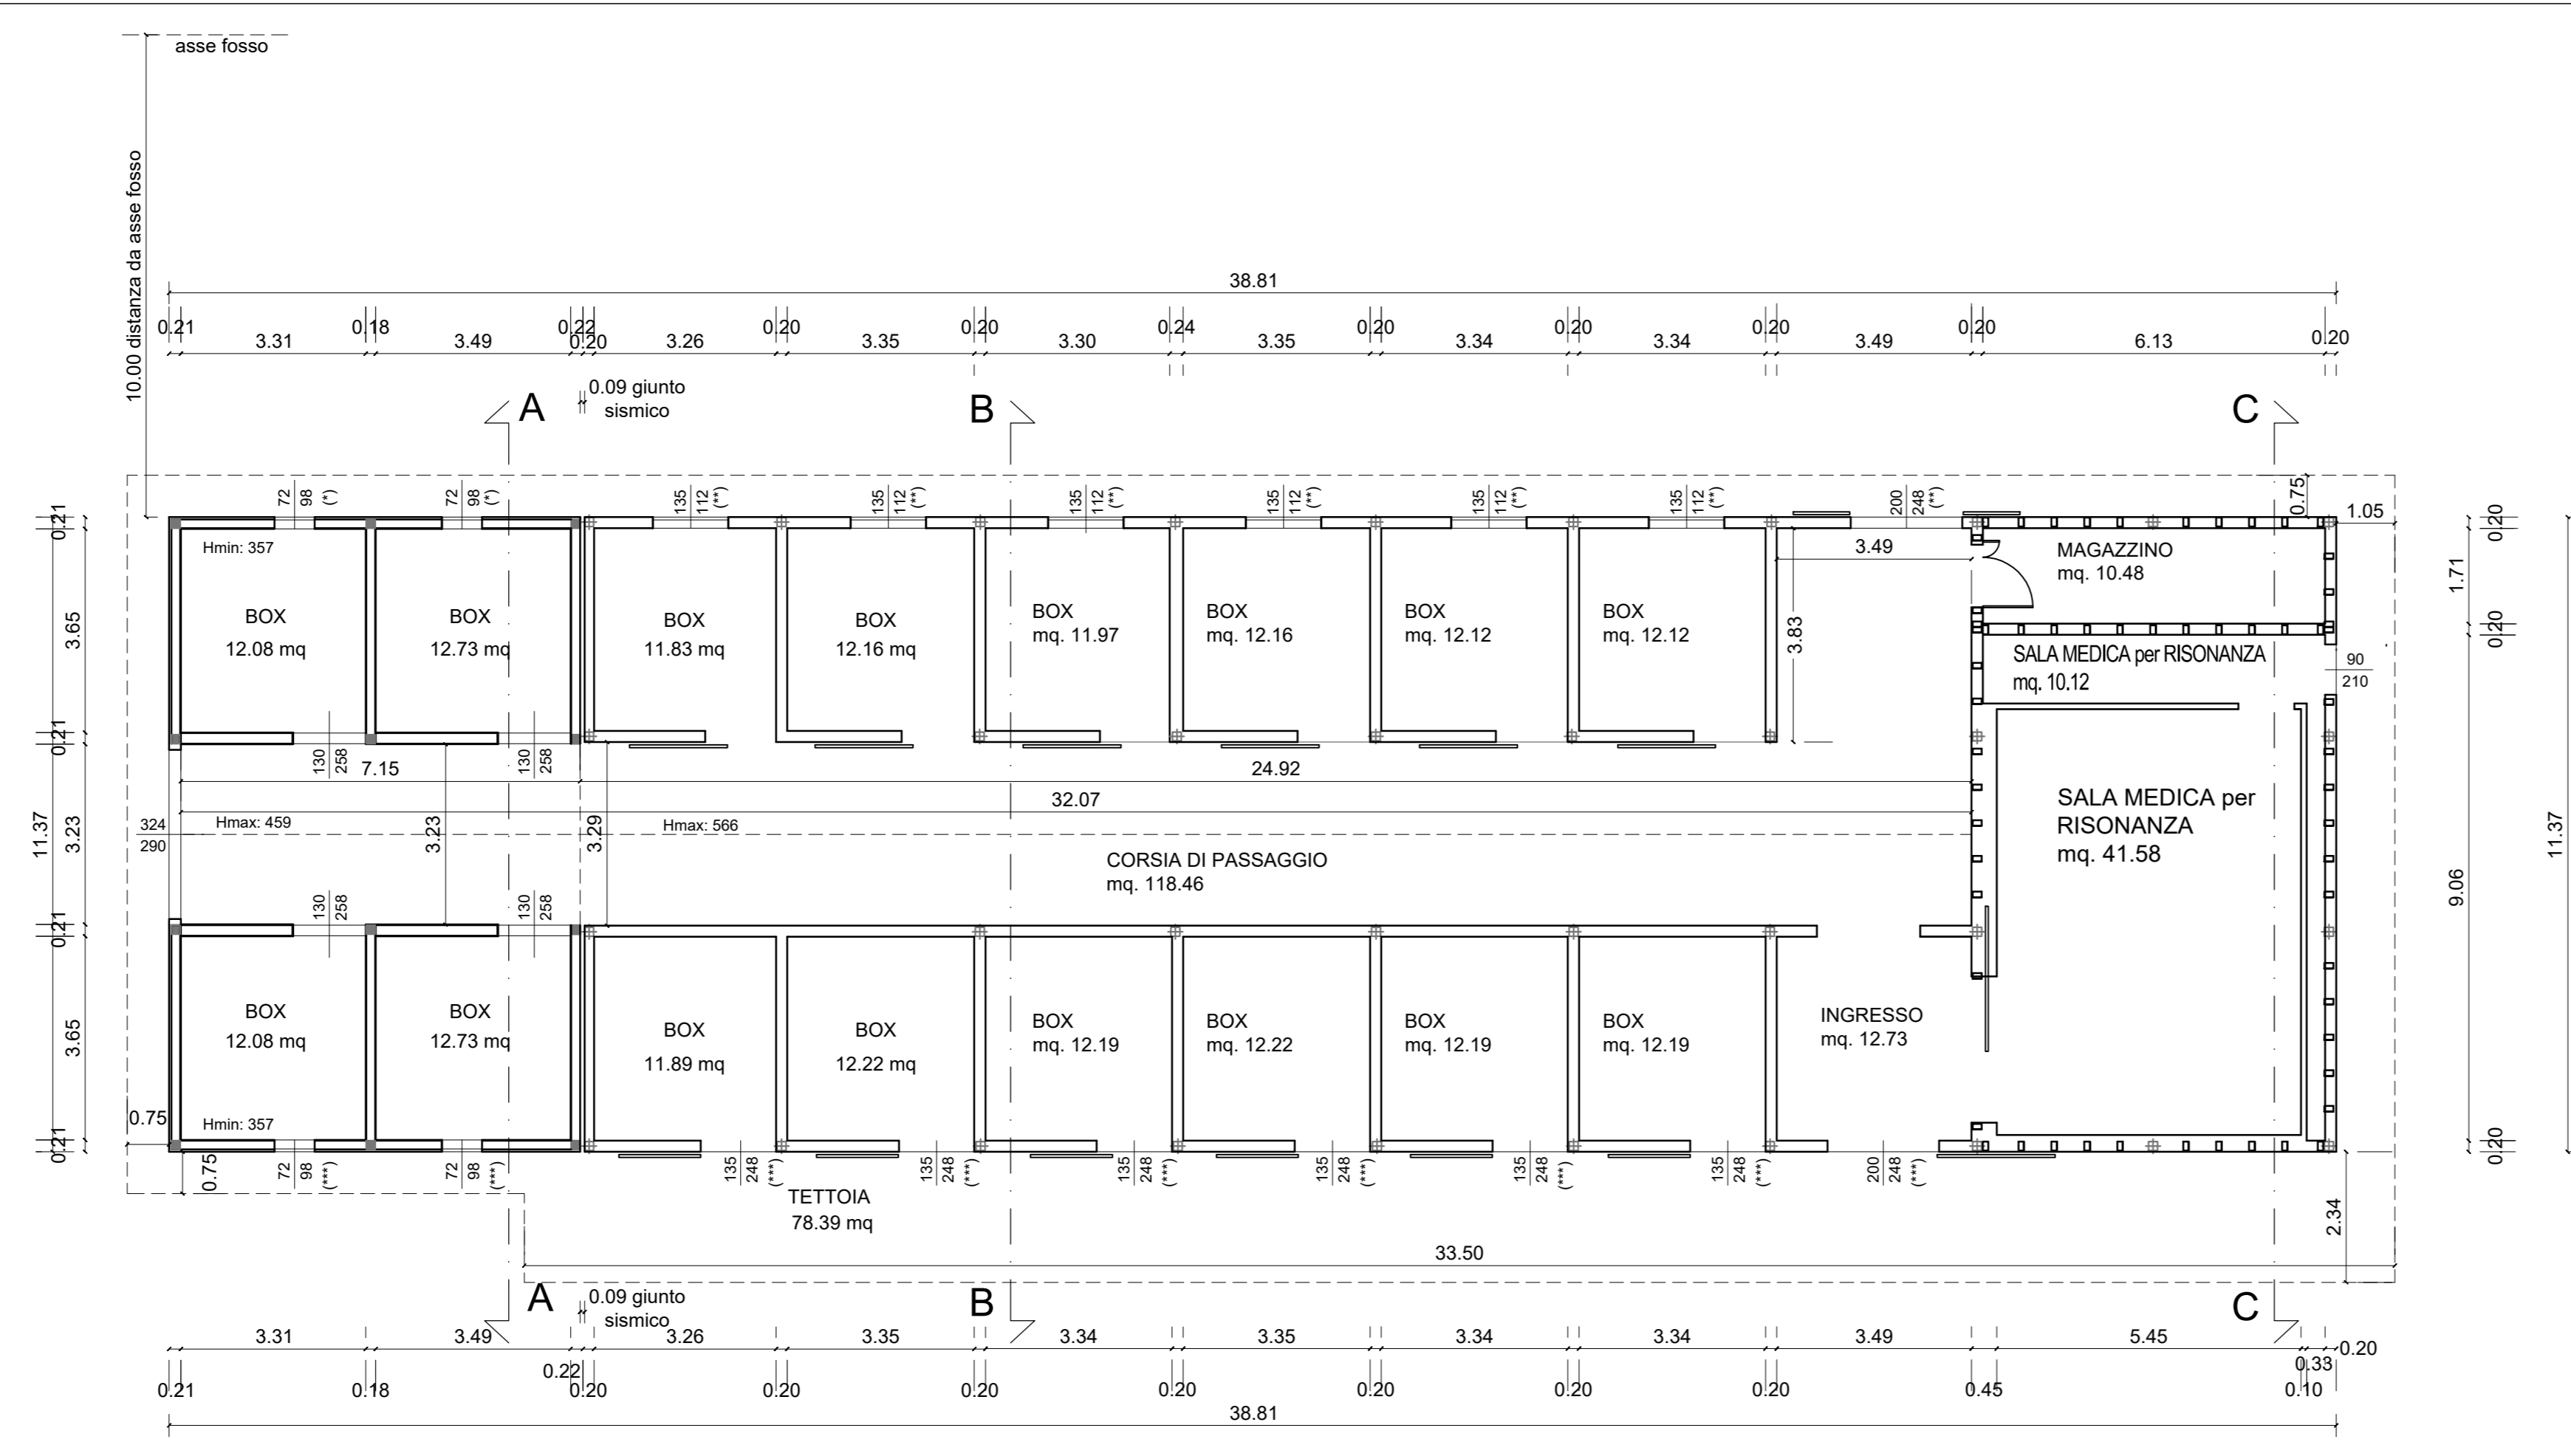 asse fosso
10.00 distanza da asse fosso
38.81
0.21 0.18 0.22 0.20 0.20 0.24 0.20 0.20 0.20 0.20 0.20
3.31 3.49 0.20 3.26 3.35 3.30 3.35 3.34 3.34 3.49 6.13
0.09 giunto
sismico
A B C
72 98 (*) 72 98 (*) 135 112 (**) 135 112 (**) 135 112 (**) 135 112 (**) 135 112 (**) 135 112 (**) 200 248 (**) 0.75
1.05
0.21 0.20
Hmin: 357
3.49
MAGAZZINO
mq. 10.48
1.71
3.65
BOX
12.08 mq
BOX
12.73 mq
BOX
11.83 mq
BOX
12.16 mq
BOX
mq. 11.97
BOX
mq. 12.16
BOX
mq. 12.12
BOX
mq. 12.12
3.83
0.20
SALA MEDICA per RISONANZA
mq. 10.12
90
210
0.21
130 258 130 258
7.15
24.92
32.07
SALA MEDICA per
RISONANZA
mq. 41.58
11.37
3.23
324
290
Hmax: 459
3.23
3.29
Hmax: 566
CORSIA DI PASSAGGIO
mq. 118.46
9.06
11.37
0.21
130 258 130 258
3.65
BOX
12.08 mq
BOX
12.73 mq
BOX
11.89 mq
BOX
12.22 mq
BOX
mq. 12.19
BOX
mq. 12.22
BOX
mq. 12.19
BOX
mq. 12.19
INGRESSO
mq. 12.73
0.75
Hmin: 357
0.21 0.20
0.75
72 98 (***) 72 98 (***) 135 248 (***) 135 248 (***) 135 248 (***) 135 248 (***) 135 248 (***) 135 248 (***) 200 248 (***)
TETTOIA
78.39 mq
2.34
33.50
A B C
0.09 giunto
sismico
3.31 3.49 3.26 3.35 3.34 3.35 3.34 3.34 3.49 5.45 0.20
0.22 0.33
0.21 0.18 0.20 0.20 0.20 0.20 0.20 0.20 0.20 0.45 0.10
38.81